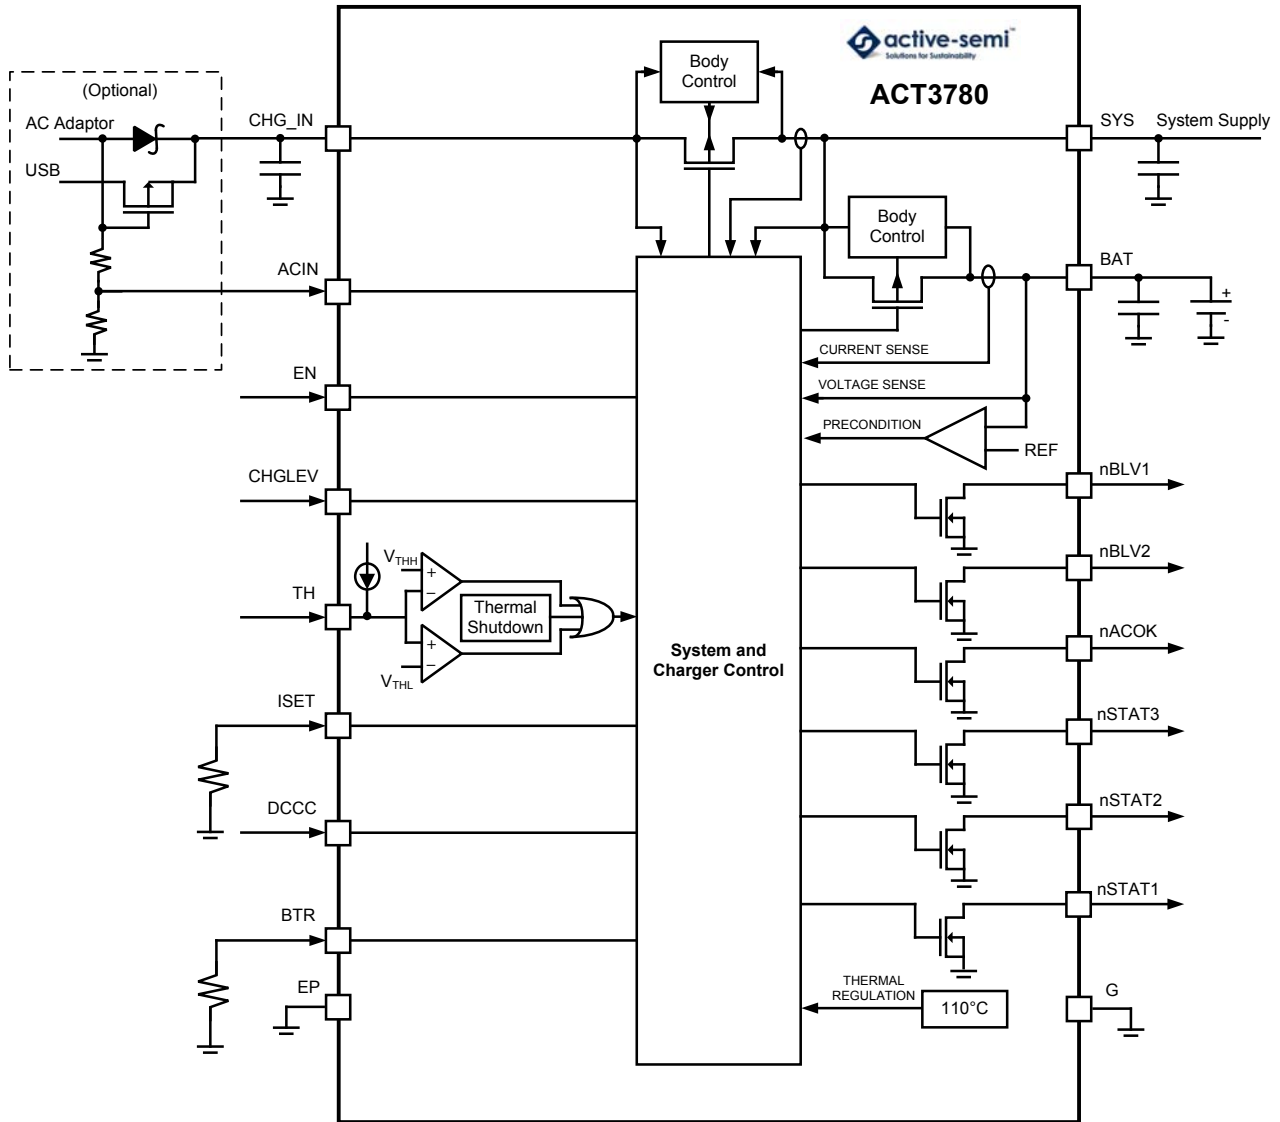 active-semi™
Solutions for Sustainability
ACT3780
(Optional)
AC Adaptor
USB
CHG_IN
Body
Control
SYS
System Supply
Body
Control
ACIN
BAT
+
-
EN
CURRENT SENSE
VOLTAGE SENSE
PRECONDITION
REF
CHGLEV
nBLV1
VTHH
+
−
TH
Thermal
Shutdown
+
−
VTHL
nBLV2
System and
Charger Control
nACOK
ISET
nSTAT3
DCCC
nSTAT2
BTR
nSTAT1
EP
THERMAL
REGULATION
110°C
G